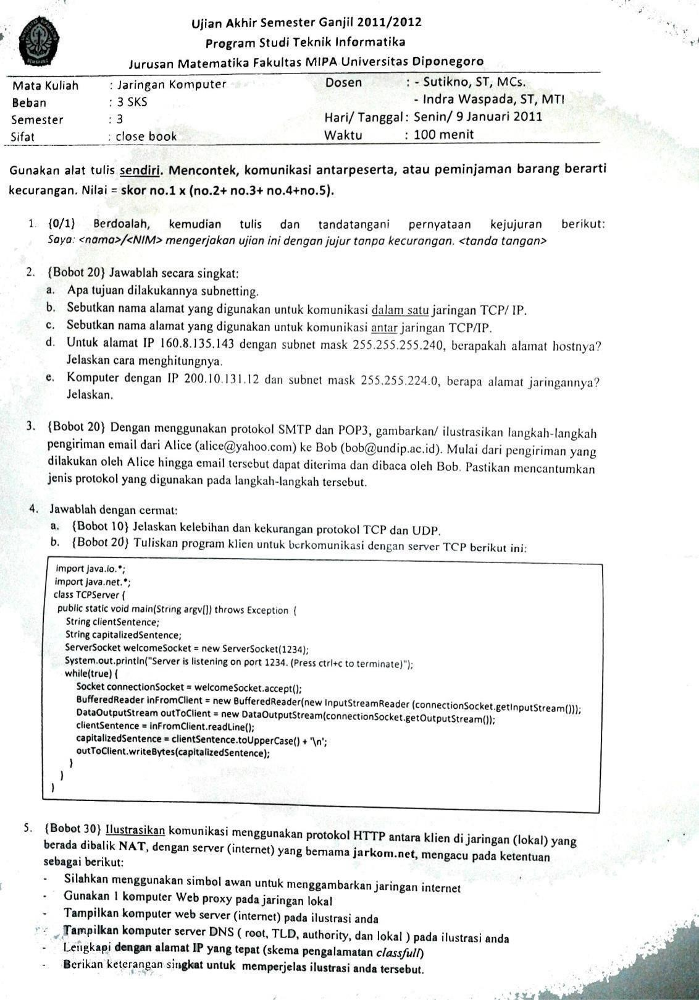 Ujian Akhir Semester Ganjil 2011/2012
Program Studi Teknik Informatika
Jurusan Matematika Fakultas MIPA Universitas Diponegoro
Mata Kuliah : Jaringan Komputer Dosen : - Sutikno, ST, MCs.
Beban : 3 SKS - Indra Waspada, ST, MTI
Semester : 3 Hari/ Tanggal : Senin/ 9 Januari 2011
Sifat : close book Waktu : 100 menit
Gunakan alat tulis sendiri. Mencontek, komunikasi antarpeserta, atau peminjaman barang berarti
kecurangan. Nilai = skor no.1 x (no.2+ no.3+ no.4+no.5).
1. {0/1} Berdoalah, kemudian tulis dan tandatangani pernyataan kejujuran berikut:
Saya: <nama>/<NIM> mengerjakan ujian ini dengan jujur tanpa kecurangan. <tanda tangan>
2. {Bobot 20} Jawablah secara singkat:
a. Apa tujuan dilakukannya subnetting.
b. Sebutkan nama alamat yang digunakan untuk komunikasi dalam satu jaringan TCP/ IP.
c. Sebutkan nama alamat yang digunakan untuk komunikasi antar jaringan TCP/IP.
d. Untuk alamat IP 160.8.135.143 dengan subnet mask 255.255.255.240, berapakah alamat hostnya?
Jelaskan cara menghitungnya.
e. Komputer dengan IP 200.10.131.12 dan subnet mask 255.255.224.0, berapa alamat jaringannya?
Jelaskan.
3. {Bobot 20} Dengan menggunakan protokol SMTP dan POP3, gambarkan/ ilustrasikan langkah-langkah
pengiriman email dari Alice (alice@yahoo.com) ke Bob (bob@undip.ac.id). Mulai dari pengiriman yang
dilakukan oleh Alice hingga email tersebut dapat diterima dan dibaca oleh Bob. Pastikan mencantumkan
jenis protokol yang digunakan pada langkah-langkah tersebut.
4. Jawablah dengan cermat:
a. {Bobot 10} Jelaskan kelebihan dan kekurangan protokol TCP dan UDP.
b. {Bobot 20} Tuliskan program klien untuk berkomunikasi dengan server TCP berikut ini:
import java.io.*;
import java.net.*;
class TCPServer {
public static void main(String argv[]) throws Exception {
String clientSentence;
String capitalizedSentence;
ServerSocket welcomeSocket = new ServerSocket(1234);
System.out.println("Server is listening on port 1234. (Press ctrl+c to terminate)");
while(true) {
Socket connectionSocket = welcomeSocket.accept();
BufferedReader inFromClient = new BufferedReader(new InputStreamReader (connectionSocket.getInputStream()));
DataOutputStream outToClient = new DataOutputStream(connectionSocket.getOutputStream());
clientSentence = inFromClient.readLine();
capitalizedSentence = clientSentence.toUpperCase() + '\n';
outToClient.writeBytes(capitalizedSentence);
}
}
}
5. {Bobot 30} Ilustrasikan komunikasi menggunakan protokol HTTP antara klien di jaringan (lokal) yang
berada dibalik NAT, dengan server (internet) yang bernama jarkom.net, mengacu pada ketentuan
sebagai berikut:
- Silahkan menggunakan simbol awan untuk menggambarkan jaringan internet
- Gunakan 1 komputer Web proxy pada jaringan lokal
- Tampilkan komputer web server (internet) pada ilustrasi anda
- Tampilkan komputer server DNS ( root, TLD, authority, dan lokal ) pada ilustrasi anda
- Lengkapi dengan alamat IP yang tepat (skema pengalamatan classfull)
- Berikan keterangan singkat untuk memperjelas ilustrasi anda tersebut.